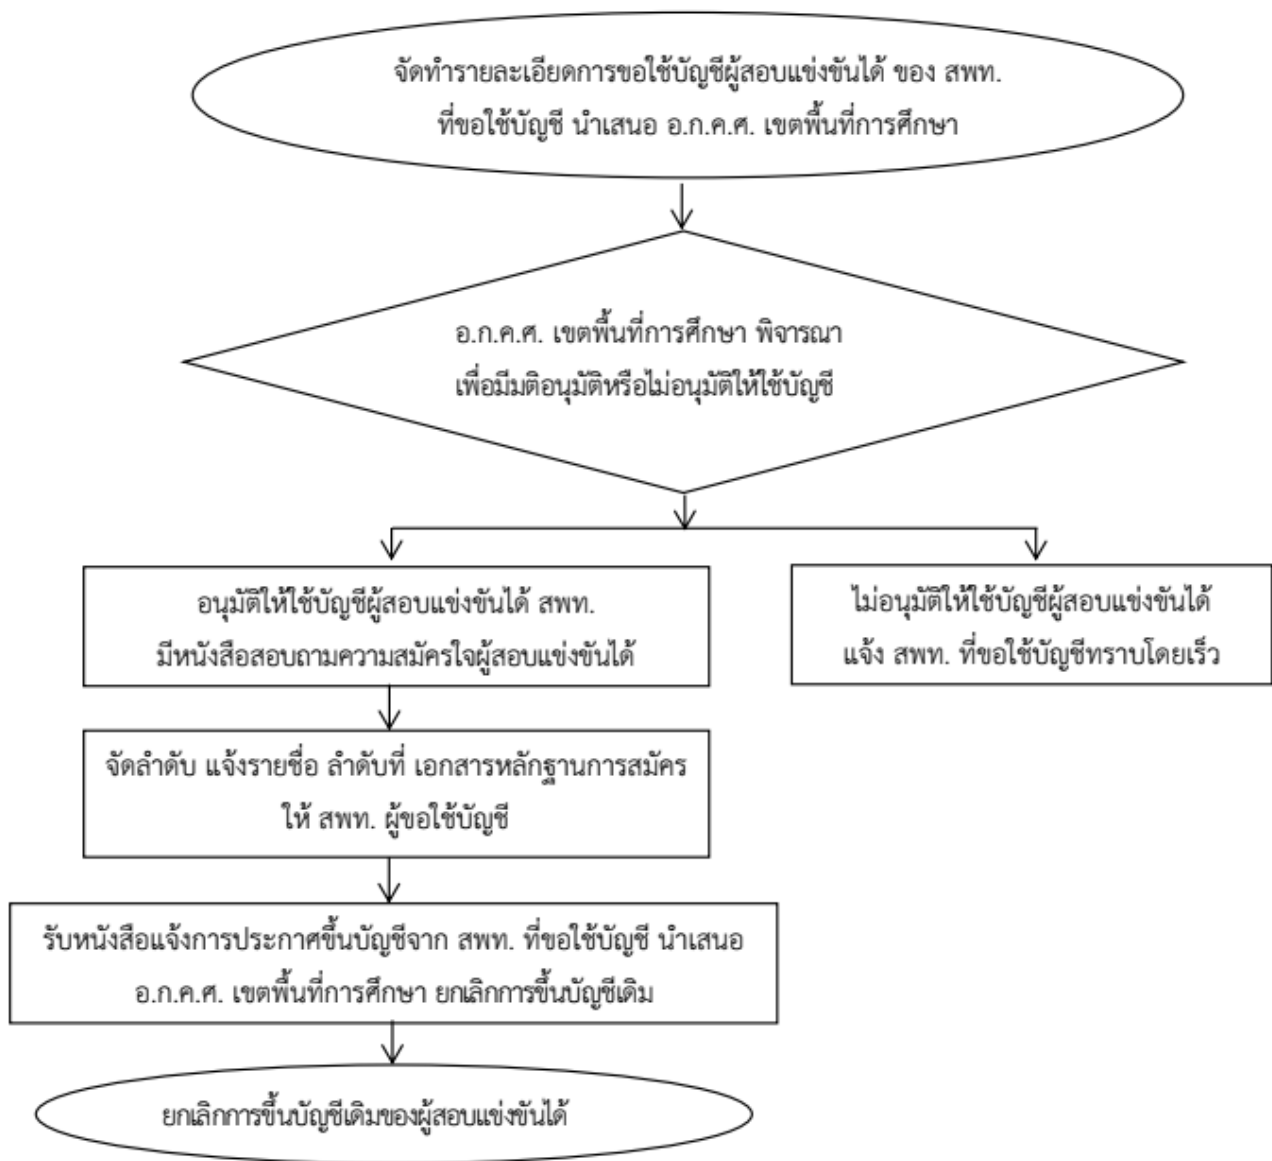 จัดทำรายละเอียดการขอใช้บัญชีผู้สอบแข่งขันได้ ของ สพท.
ที่ขอใช้บัญชี นำเสนอ อ.ก.ค.ศ. เขตพื้นที่การศึกษา
อ.ก.ค.ศ. เขตพื้นที่การศึกษา พิจารณา
เพื่อมีมติอนุมัติหรือไม่อนุมัติให้ใช้บัญชี
อนุมัติให้ใช้บัญชีผู้สอบแข่งขันได้ สพท.
มีหนังสือสอบถามความสมัครใจผู้สอบแข่งขันได้
ไม่อนุมัติให้ใช้บัญชีผู้สอบแข่งขันได้
แจ้ง สพท. ที่ขอใช้บัญชีทราบโดยเร็ว
จัดลำดับ แจ้งรายชื่อ ลำดับที่ เอกสารหลักฐานการสมัคร
ให้ สพท. ผู้ขอใช้บัญชี
รับหนังสือแจ้งการประกาศขึ้นบัญชีจาก สพท. ที่ขอใช้บัญชี นำเสนอ
อ.ก.ค.ศ. เขตพื้นที่การศึกษา ยกเลิกการขึ้นบัญชีเดิม
ยกเลิกการขึ้นบัญชีเดิมของผู้สอบแข่งขันได้